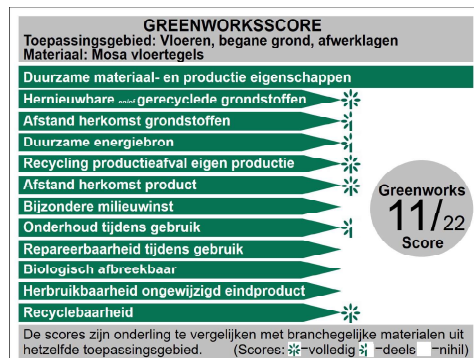 GREENWORKSSCORE
Toepassingsgebied: Vloeren, begane grond, afwerklagen
Materiaal: Mosa vloertegels
Duurzame materiaal- en productie eigenschappen
Hernieuwbare en/of gerecyclede grondstoffen
Afstand herkomst grondstoffen
Duurzame energiebron
Recycling productieafval eigen productie
Afstand herkomst product
Bijzondere milieuwinst
Onderhoud tijdens gebruik
Repareerbaarheid tijdens gebruik
Biologisch afbreekbaar
Herbruikbaarheid ongewijzigd eindproduct
Recyclebaarheid
Greenworks
11/22
Score
De scores zijn onderling te vergelijken met branchegelijke materialen uit
hetzelfde toepassingsgebied. (Scores: =volledig =deels =nihil)